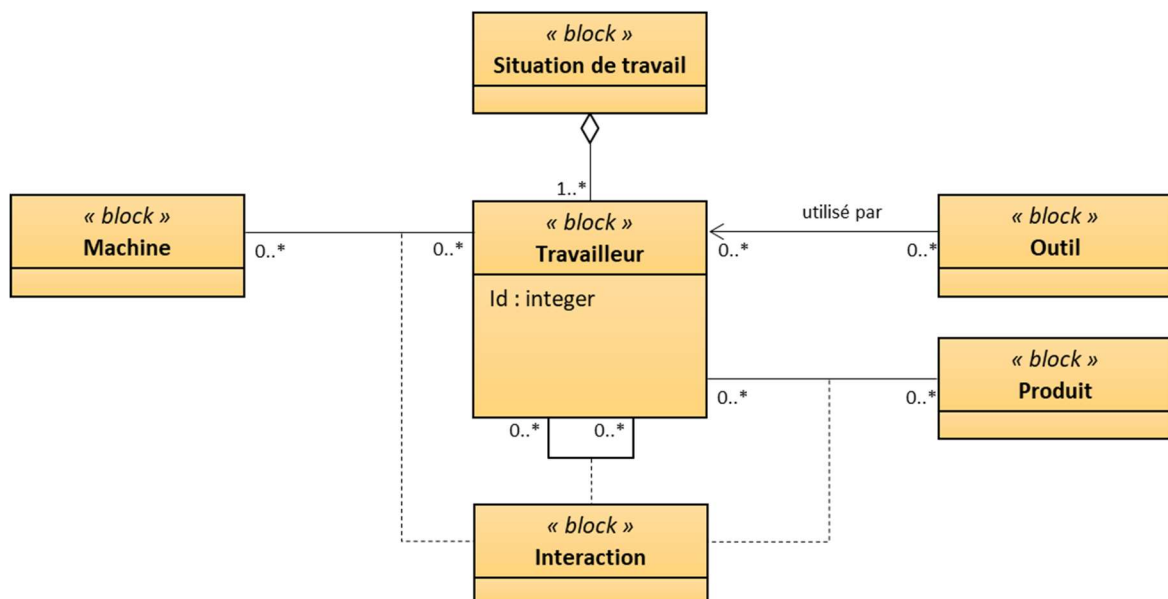 « block »
Situation de travail
1..*
« block »
Machine
0..*
0..*
« block »
Travailleur
Id : integer
utilisé par
0..*
0..*
« block »
Outil
0..*
0..*
« block »
Produit
0..*
0..*
« block »
Interaction